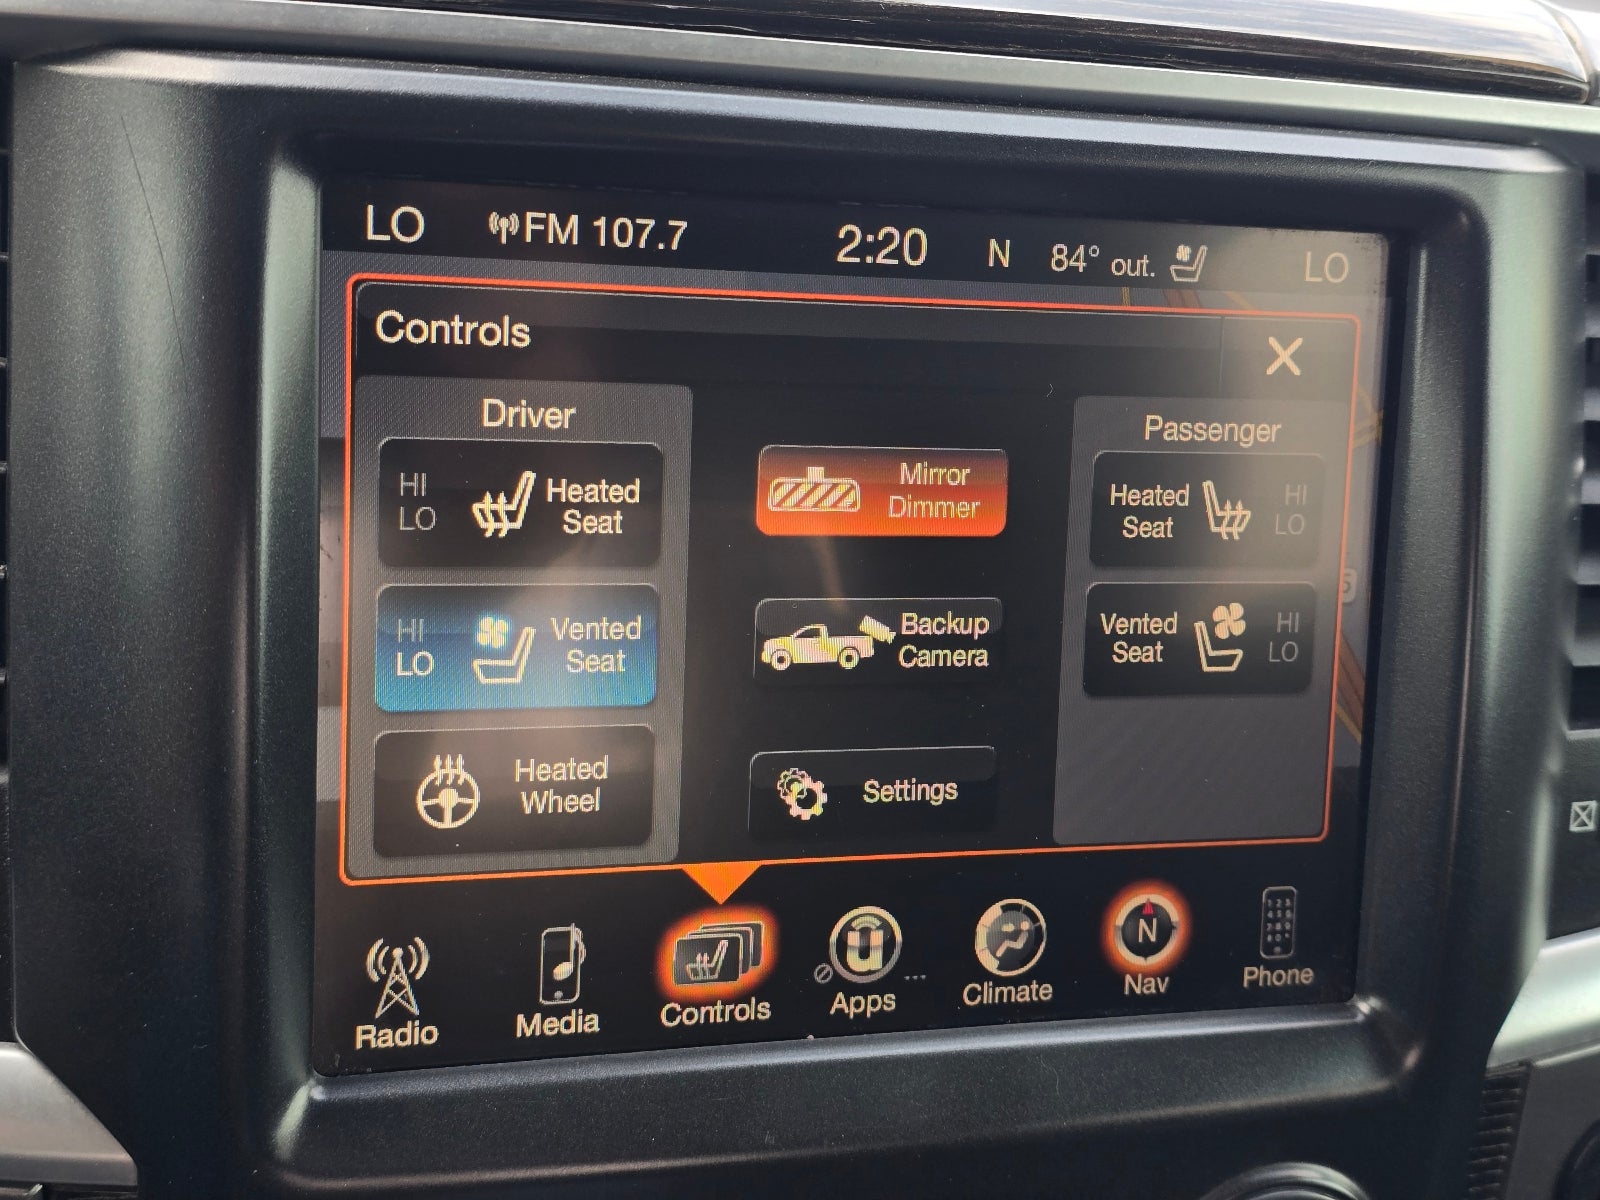 LO FM 107.7 2:20 N 84° out. LO
Controls X
Driver
HI
LO
Heated
Seat
HI
LO
Vented
Seat
Heated
Wheel
Mirror
Dimmer
Backup
Camera
Settings
Passenger
Heated
Seat
HI
LO
Vented
Seat
HI
LO
Radio
Media
Controls
Apps
Climate
N
Nav
Phone